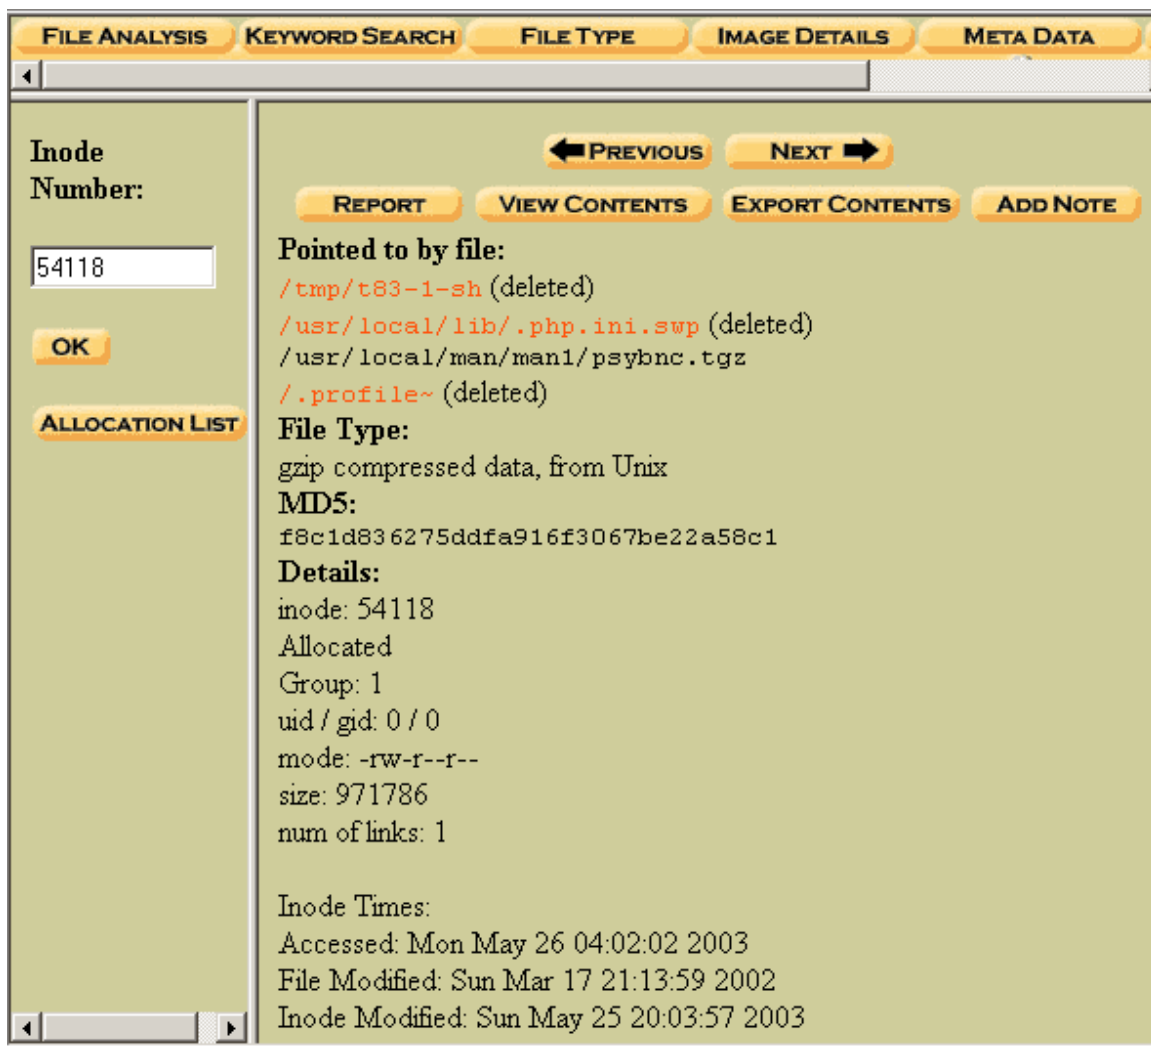 FILE ANALYSIS KEYWORD SEARCH FILE TYPE IMAGE DETAILS META DATA
Inode
Number:
54118
OK
ALLOCATION LIST
PREVIOUS NEXT
REPORT VIEW CONTENTS EXPORT CONTENTS ADD NOTE
Pointed to by file:
/tmp/t83-1-sh (deleted)
/usr/local/lib/.php.ini.swp (deleted)
/usr/local/man/man1/psybnc.tgz
/.profile~ (deleted)
File Type:
gzip compressed data, from Unix
MD5:
f8c1d836275ddfa916f3067be22a58c1
Details:
inode: 54118
Allocated
Group: 1
uid / gid: 0 / 0
mode: -rw-r--r--
size: 971786
num of links: 1
Inode Times:
Accessed: Mon May 26 04:02:02 2003
File Modified: Sun Mar 17 21:13:59 2002
Inode Modified: Sun May 25 20:03:57 2003